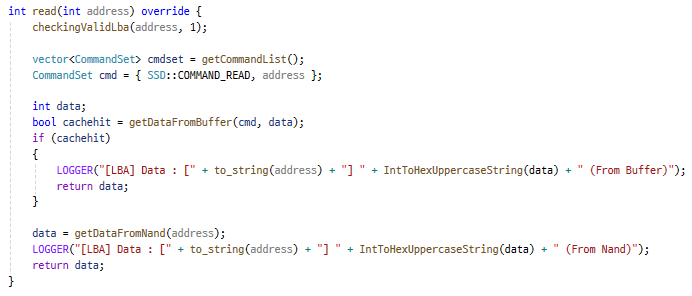 int read(int address) override {
checkingValidLba(address, 1);
vector<CommandSet> cmdset = getCommandList();
CommandSet cmd = { SSD::COMMAND_READ, address };
int data;
bool cachehit = getDataFromBuffer(cmd, data);
if (cachehit)
{
LOGGER("[LBA] Data : [" + to_string(address) + "] " + IntToHexUppercaseString(data) + " (From Buffer)");
return data;
}
data = getDataFromNand(address);
LOGGER("[LBA] Data : [" + to_string(address) + "] " + IntToHexUppercaseString(data) + " (From Nand)");
return data;
}